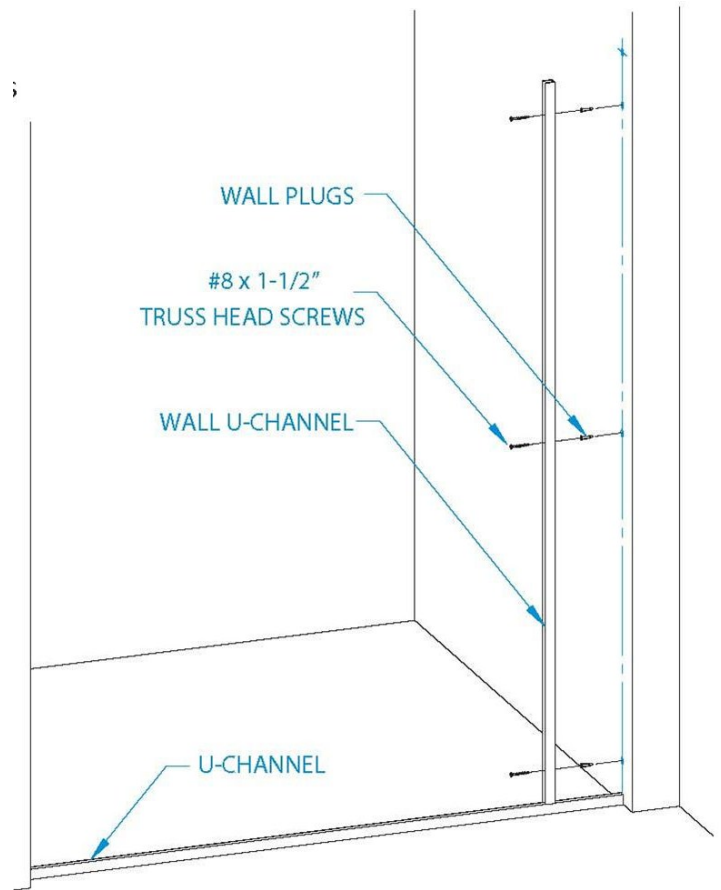 WALL PLUGS
#8 x 1-1/2"
TRUSS HEAD SCREWS
WALL U-CHANNEL
U-CHANNEL